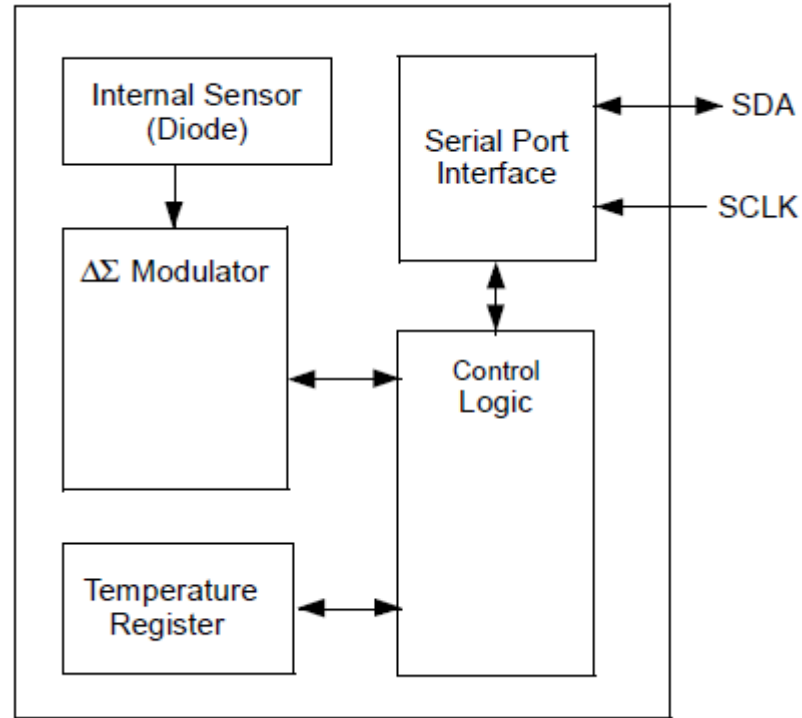 Internal Sensor
(Diode)
Serial Port
Interface
SDA
SCLK
ΔΣ Modulator
Control
Logic
Temperature
Register